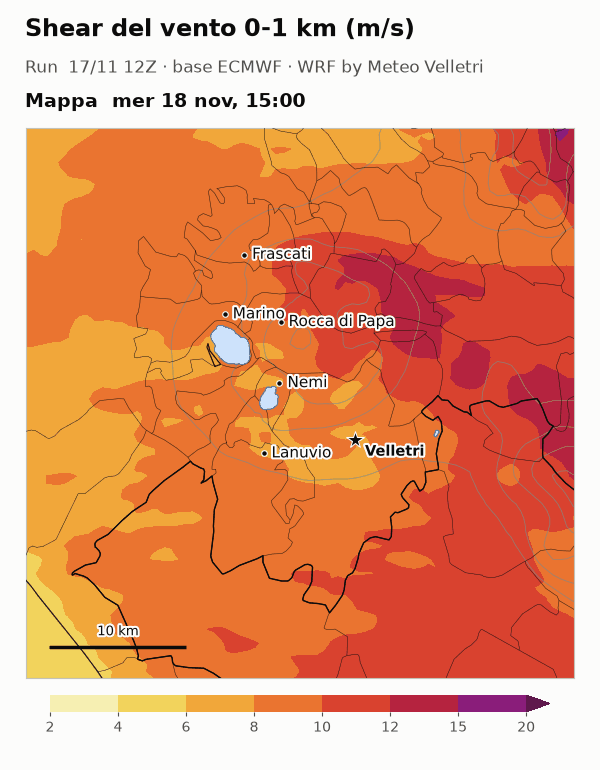 Shear del vento 0-1 km (m/s)
Run  17/11 12Z · base ECMWF · WRF by Meteo Velletri
Mappa  mer 18 nov, 15:00
Frascati
Marino
Rocca di Papa
Nemi
Velletri
Lanuvio
10 km
2 4 6 8 10 12 15 20